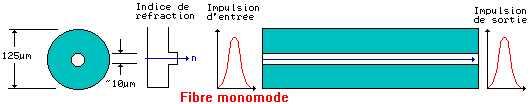 Indice de
réfraction
Impulsion
d'entrée
Impulsion
de sortie
125µm
n
~10µm
Fibre monomode